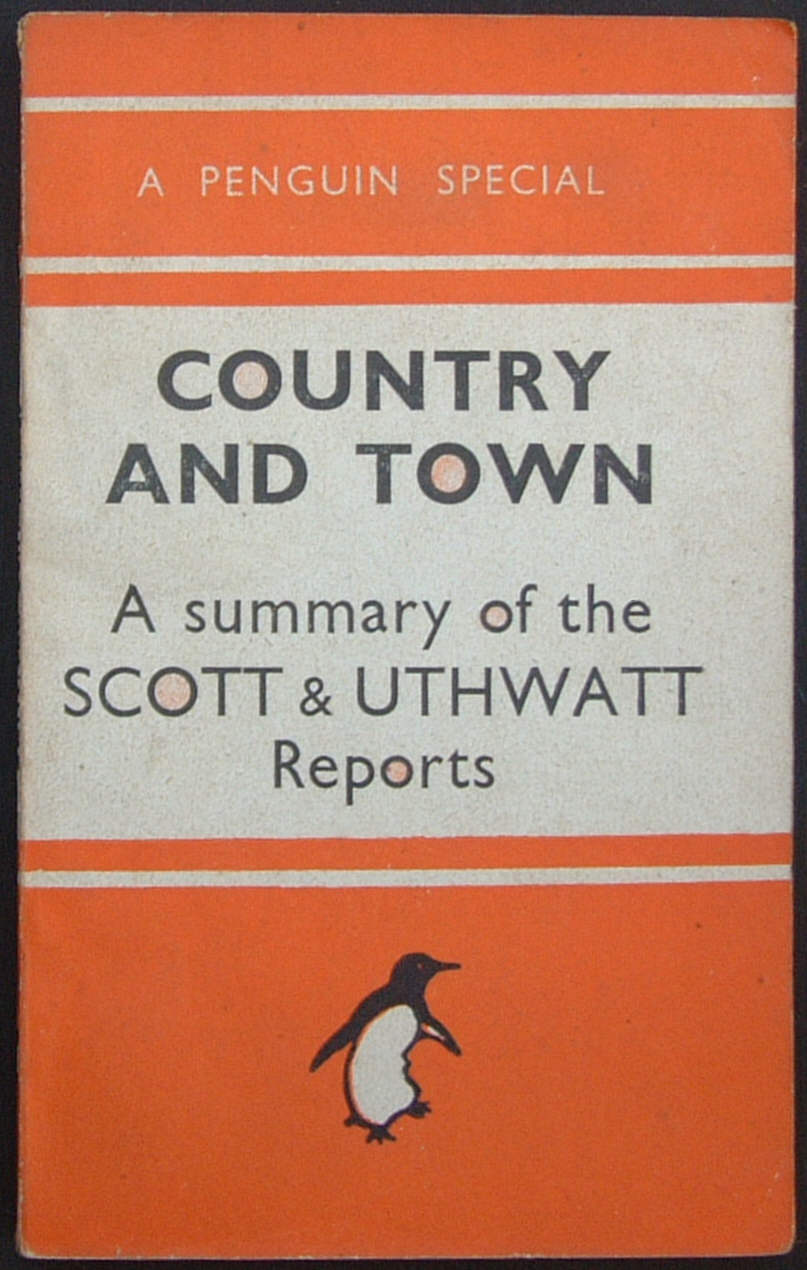 A PENGUIN SPECIAL
COUNTRY
AND TOWN
A summary of the
SCOTT & UTHWATT
Reports